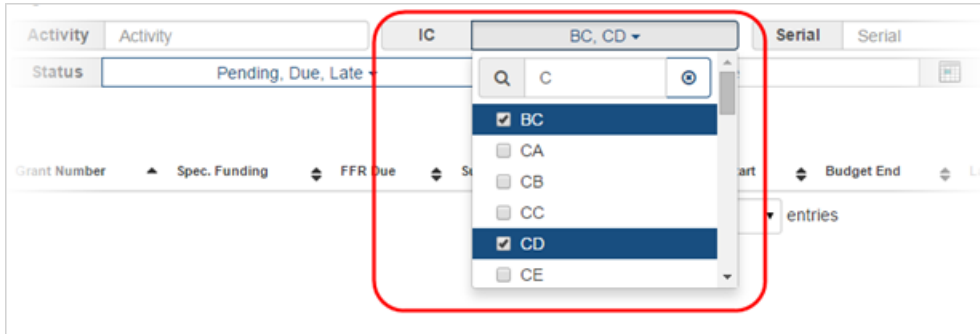 Activity Activity IC BC, CD Serial Serial
Status Pending, Due, Late
C
BC
CA
CB
CC
CD
CE
Grant Number Spec. Funding FFR Due Budget End
entries